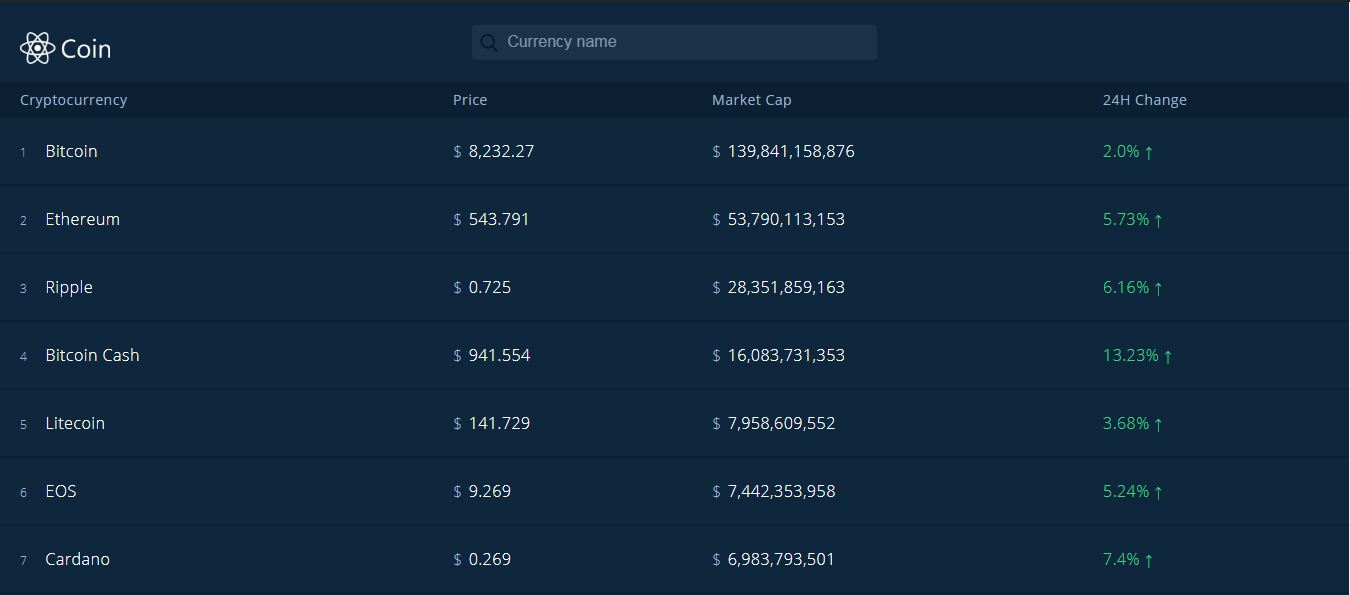 Coin
Currency name
Cryptocurrency Price Market Cap 24H Change
1 Bitcoin $ 8,232.27 $ 139,841,158,876 2.0% ↑
2 Ethereum $ 543.791 $ 53,790,113,153 5.73% ↑
3 Ripple $ 0.725 $ 28,351,859,163 6.16% ↑
4 Bitcoin Cash $ 941.554 $ 16,083,731,353 13.23% ↑
5 Litecoin $ 141.729 $ 7,958,609,552 3.68% ↑
6 EOS $ 9.269 $ 7,442,353,958 5.24% ↑
7 Cardano $ 0.269 $ 6,983,793,501 7.4% ↑